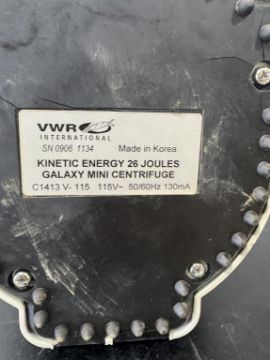 VWR
INTERNATIONAL
SN 0906 1134 Made in Korea
KINETIC ENERGY 26 JOULES
GALAXY MINI CENTRIFUGE
C1413 V- 115 115V~ 50/60Hz 130mA